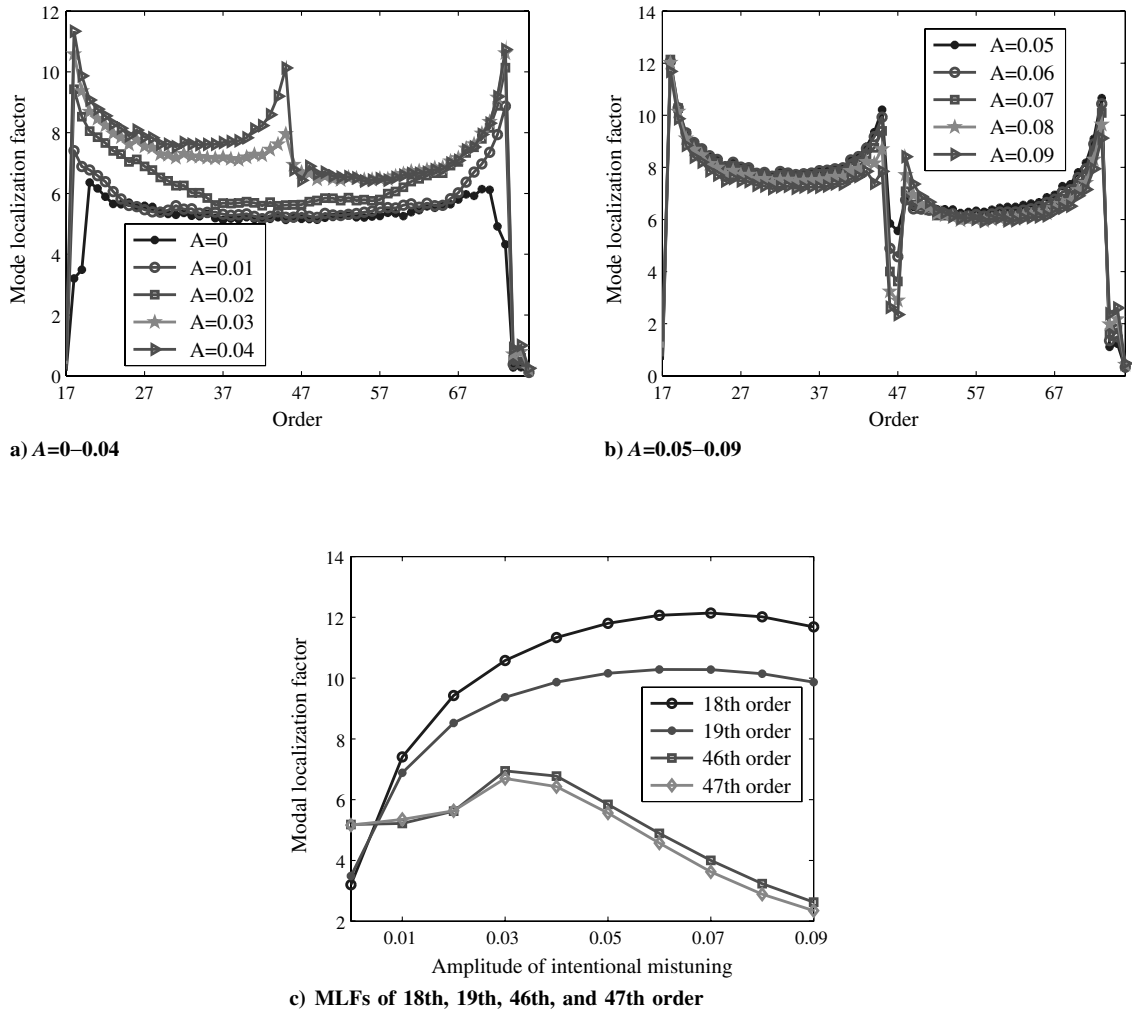 12
10
8
6
4
2
0
Mode localization factor
A=0
A=0.01
A=0.02
A=0.03
A=0.04
17 27 37 47 57 67
Order
a) A=0–0.04
14
12
10
8
6
4
2
0
Mode localization factor
A=0.05
A=0.06
A=0.07
A=0.08
A=0.09
17 27 37 47 57 67
Order
b) A=0.05–0.09
14
12
10
8
6
4
2
Modal localization factor
18th order
19th order
46th order
47th order
0.01 0.03 0.05 0.07 0.09
Amplitude of intentional mistuning
c) MLFs of 18th, 19th, 46th, and 47th order